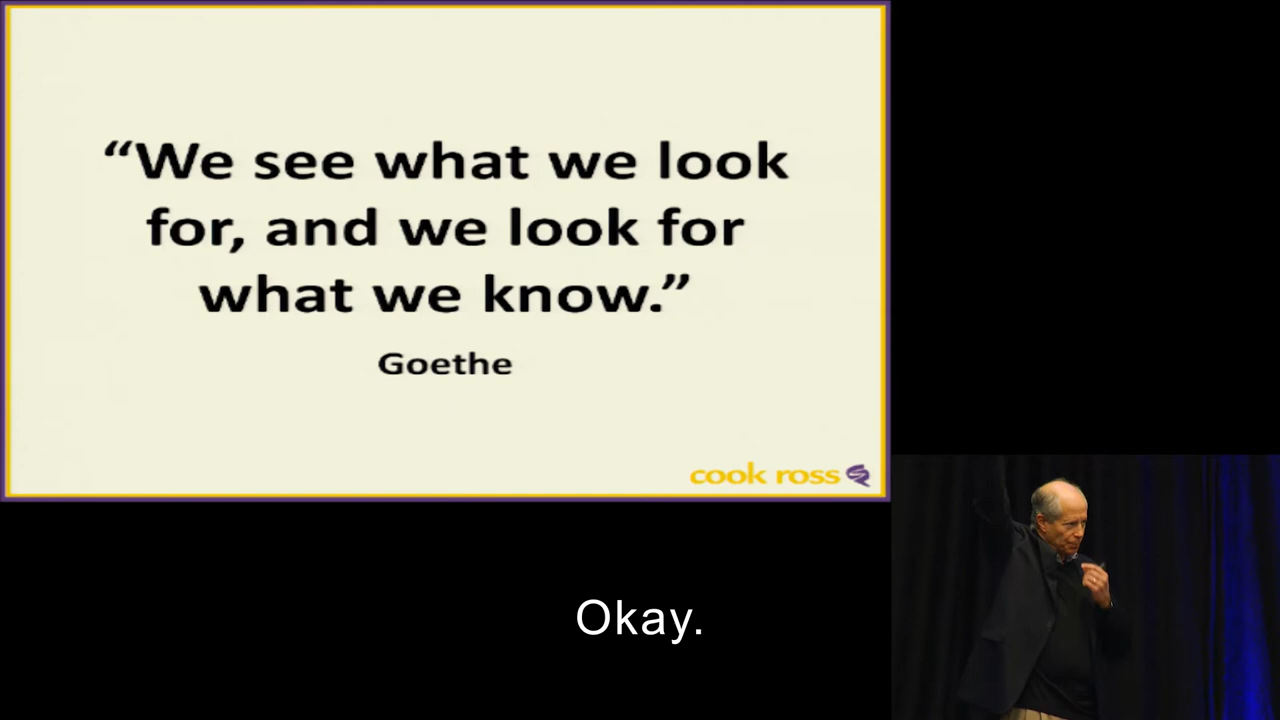 “We see what we look
for, and we look for
what we know.”
Goethe
cook ross
Okay.